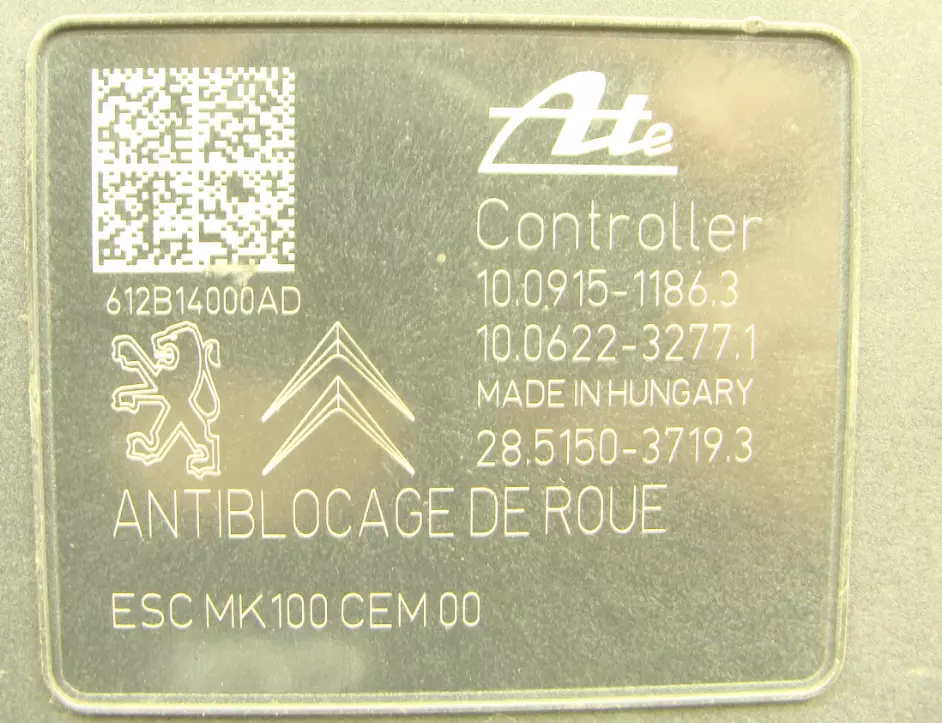 Ate
Controller
612B14000AD
10.0915-1186.3
10.0622-3277.1
MADE IN HUNGARY
28.5150-3719.3
ANTIBLOCAGE DE ROUE
ESC MK100 CEM 00